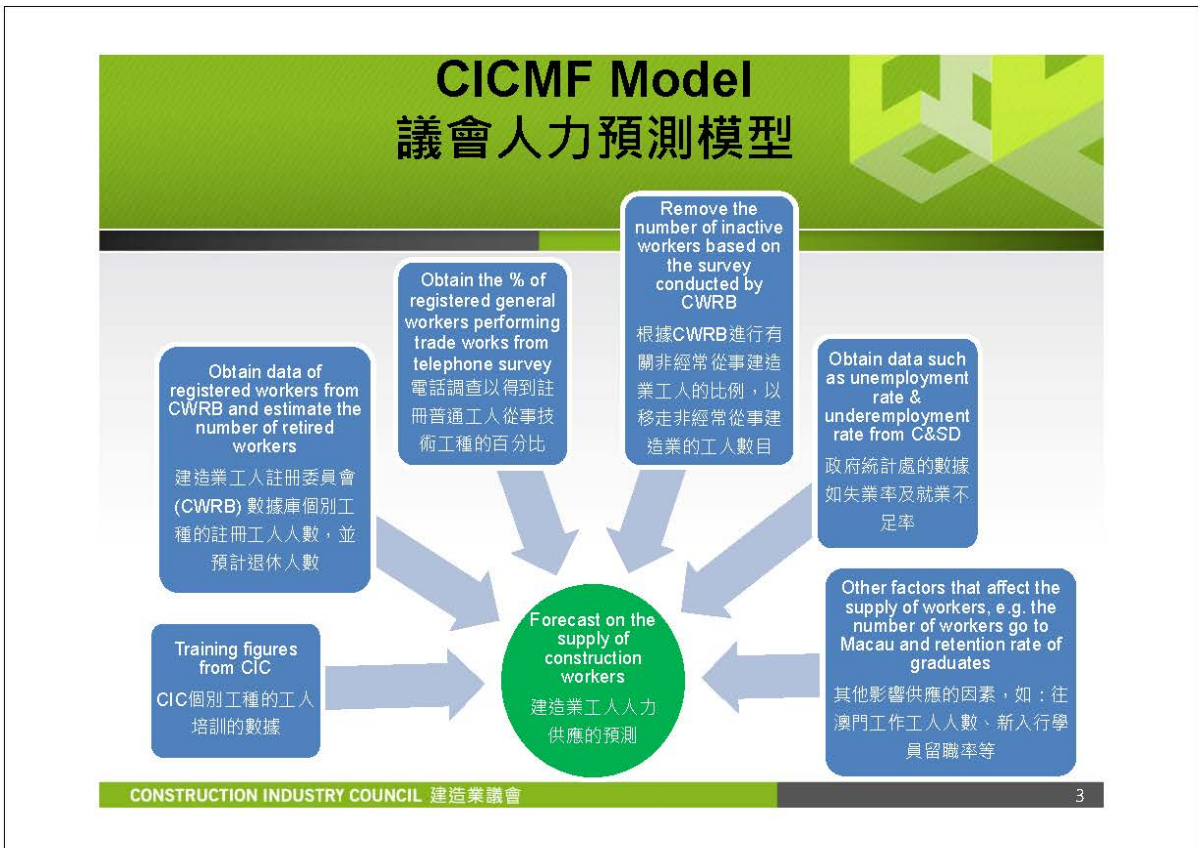 CICMF Model
議會人力預測模型
Training figures
from CIC
CIC個別工種的工人
培訓的數據
Obtain data of
registered workers from
CWRB and estimate the
number of retired
workers
建造業工人註冊委員會
(CWRB) 數據庫個別工
種的註冊工人人數，並
預計退休人數
Obtain the % of
registered general
workers performing
trade works from
telephone survey
電話調查以得到註
冊普通工人從事技
術工種的百分比
Remove the
number of inactive
workers based on
the survey
conducted by
CWRB
根據CWRB進行有
關非經常從事建造
業工人的比例，以
移走非經常從事建
造業的工人數目
Obtain data such
as unemployment
rate &
underemployment
rate from C&SD
政府統計處的數據
如失業率及就業不
足率
Other factors that affect the
supply of workers, e.g. the
number of workers go to
Macau and retention rate of
graduates
其他影響供應的因素，如：往
澳門工作工人人數、新入行學
員留職率等
Forecast on the
supply of
construction
workers
建造業工人人力
供應的預測
CONSTRUCTION INDUSTRY COUNCIL 建造業議會
3